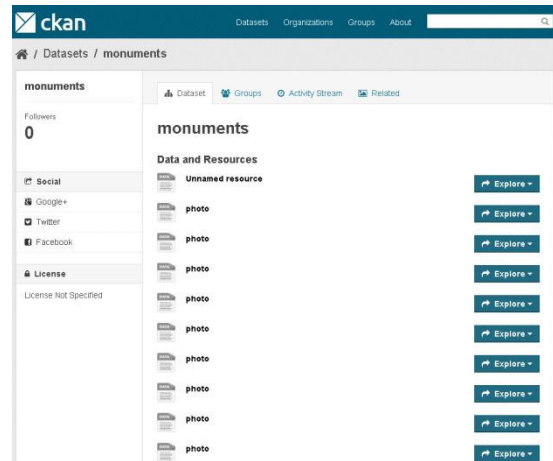 ckan
Datasets Organizations Groups About
/ Datasets / monuments
monuments
Followers
0
Social
Google+
Twitter
Facebook
License
License Not Specified
Dataset Groups Activity Stream Related
monuments
Data and Resources
Unnamed resource Explore
photo Explore
photo Explore
photo Explore
photo Explore
photo Explore
photo Explore
photo Explore
photo Explore
photo Explore